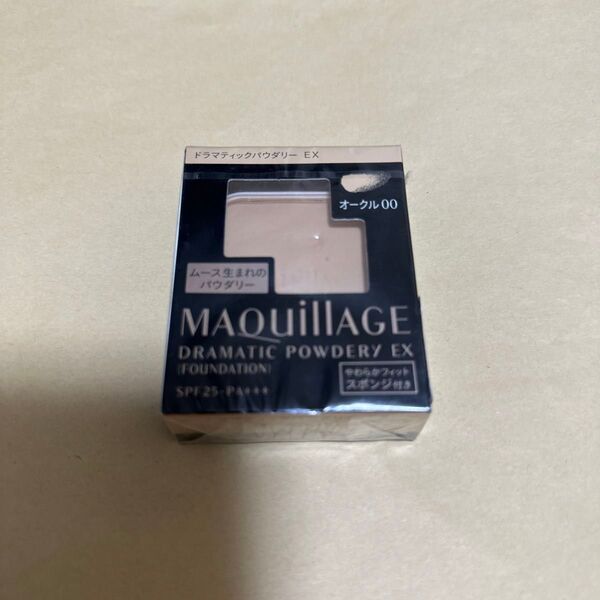 ドラマティックパウダリー EX
オークル00
ムース生まれの
パウダリー
MAQuillAGE
DRAMATIC POWDERY EX
(FOUNDATION)
SPF25・PA+++
やわらかフィット
スポンジ付き